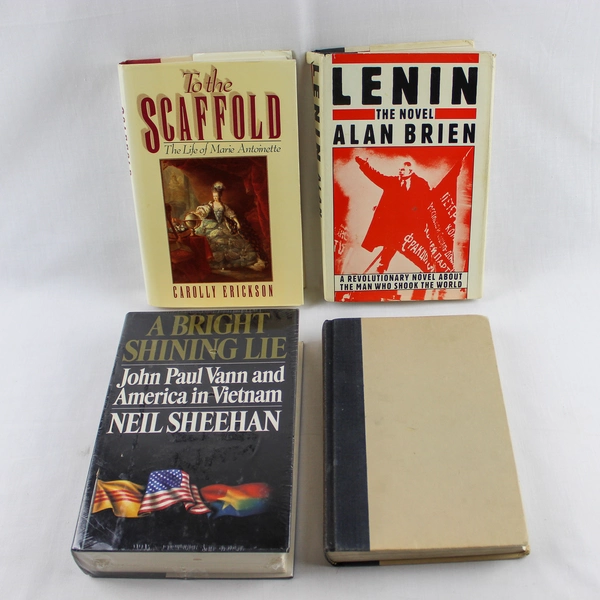 To the
SCAFFOLD
The Life of Marie Antoinette
CAROLLY ERICKSON
LENIN
THE NOVEL
ALAN BRIEN
A REVOLUTIONARY NOVEL ABOUT
THE MAN WHO SHOOK THE WORLD
LENIN
A BRIGHT
SHINING LIE
John Paul Vann and
America in Vietnam
NEIL SHEEHAN